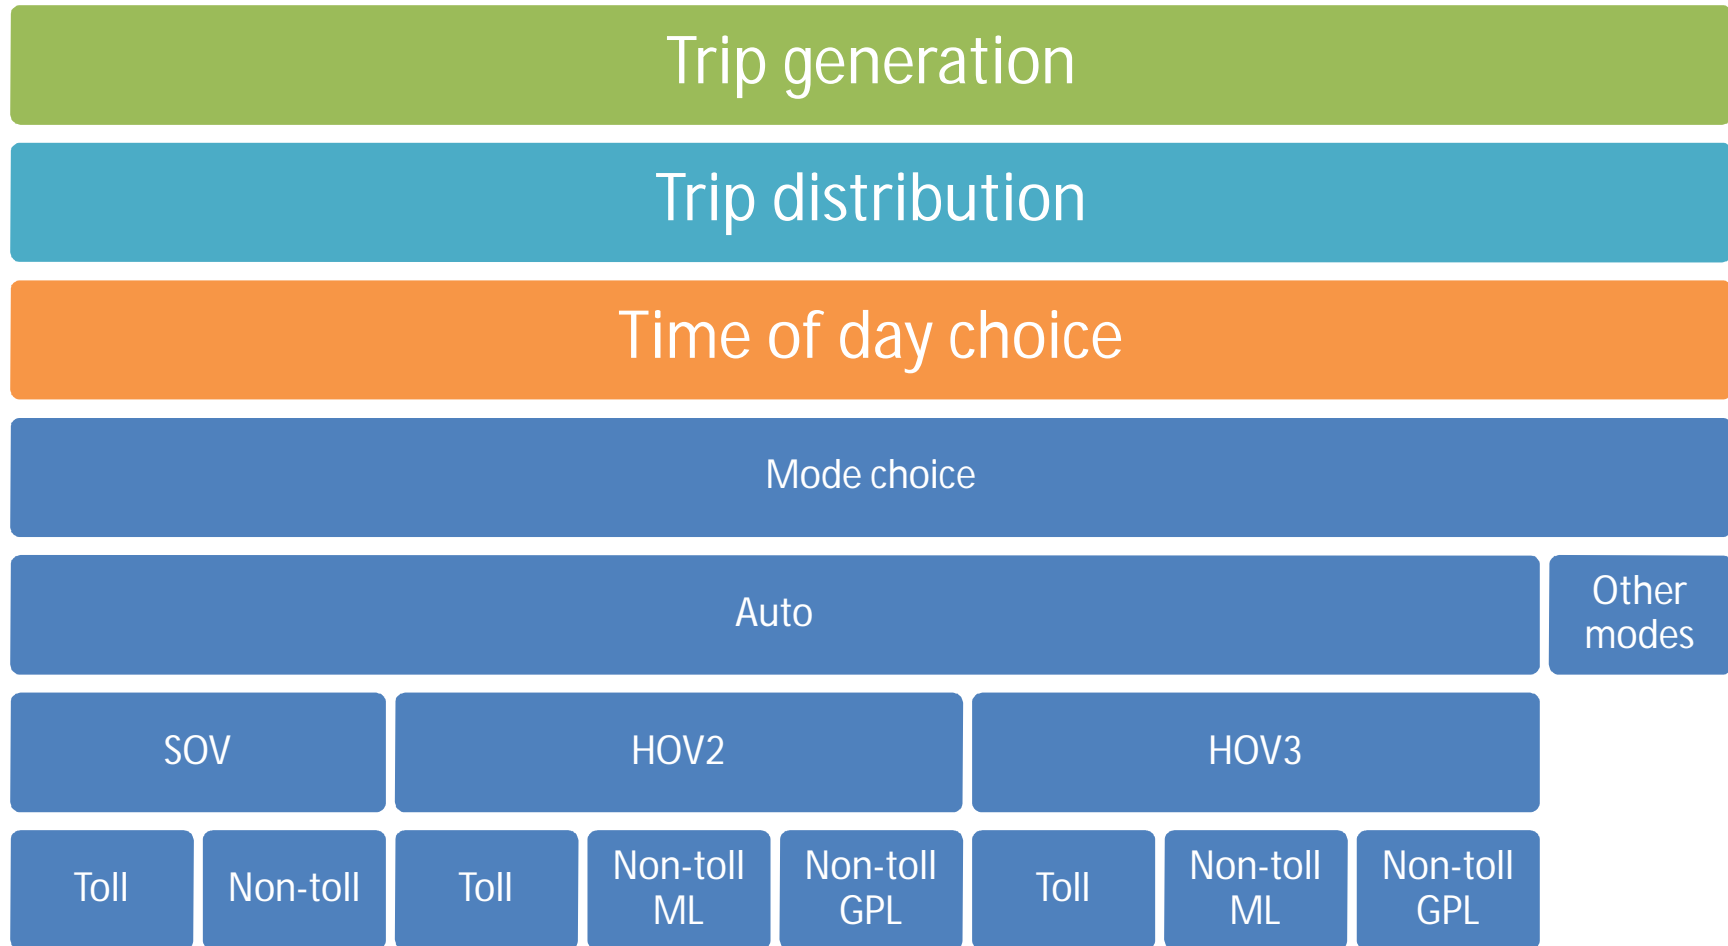 Trip generation
Trip distribution
Time of day choice
Mode choice
Auto
Other
modes
SOV
HOV2
HOV3
Toll
Non-toll
Toll
Non-toll
ML
Non-toll
GPL
Toll
Non-toll
ML
Non-toll
GPL